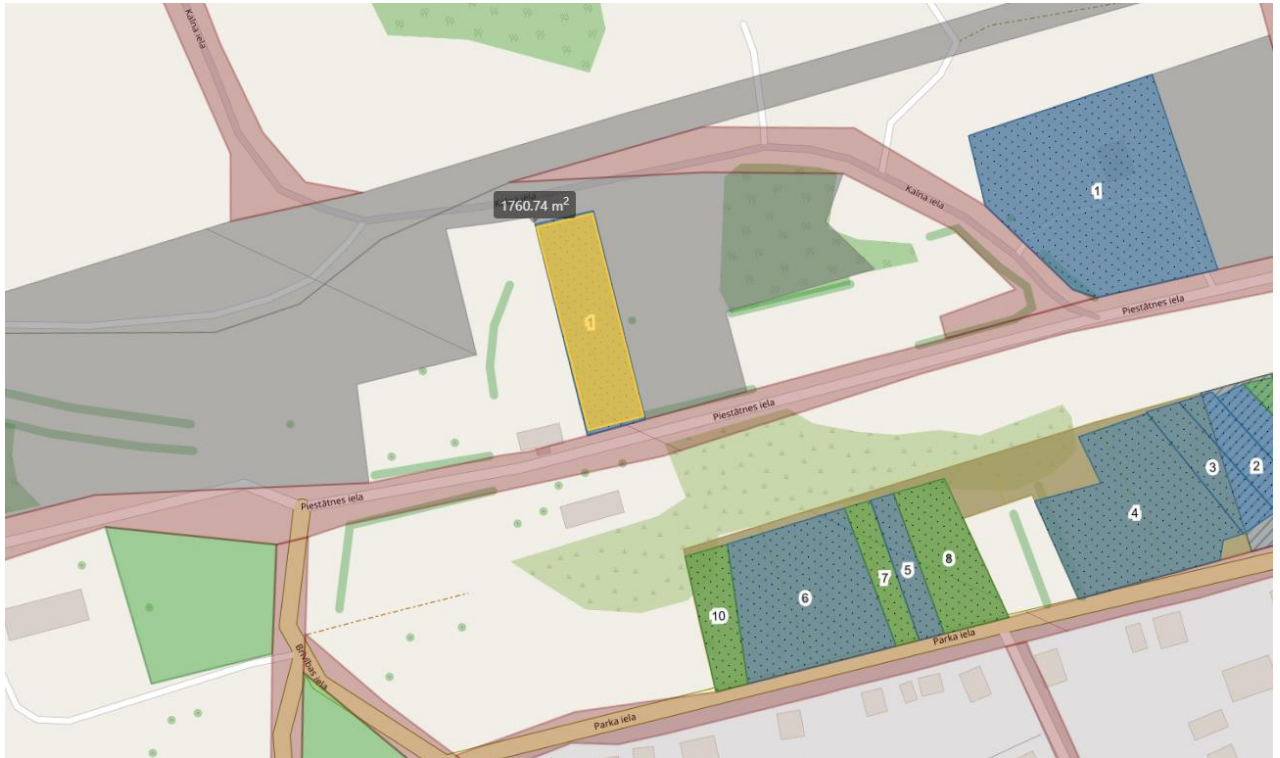 Kalna iela
1760.74 m²
Kalna iela
1
Piestātnes iela
1
Piestātnes iela
3
2
4
Piestātnes iela
8
7
5
6
10
Parka iela
Brīvības iela
Parka iela